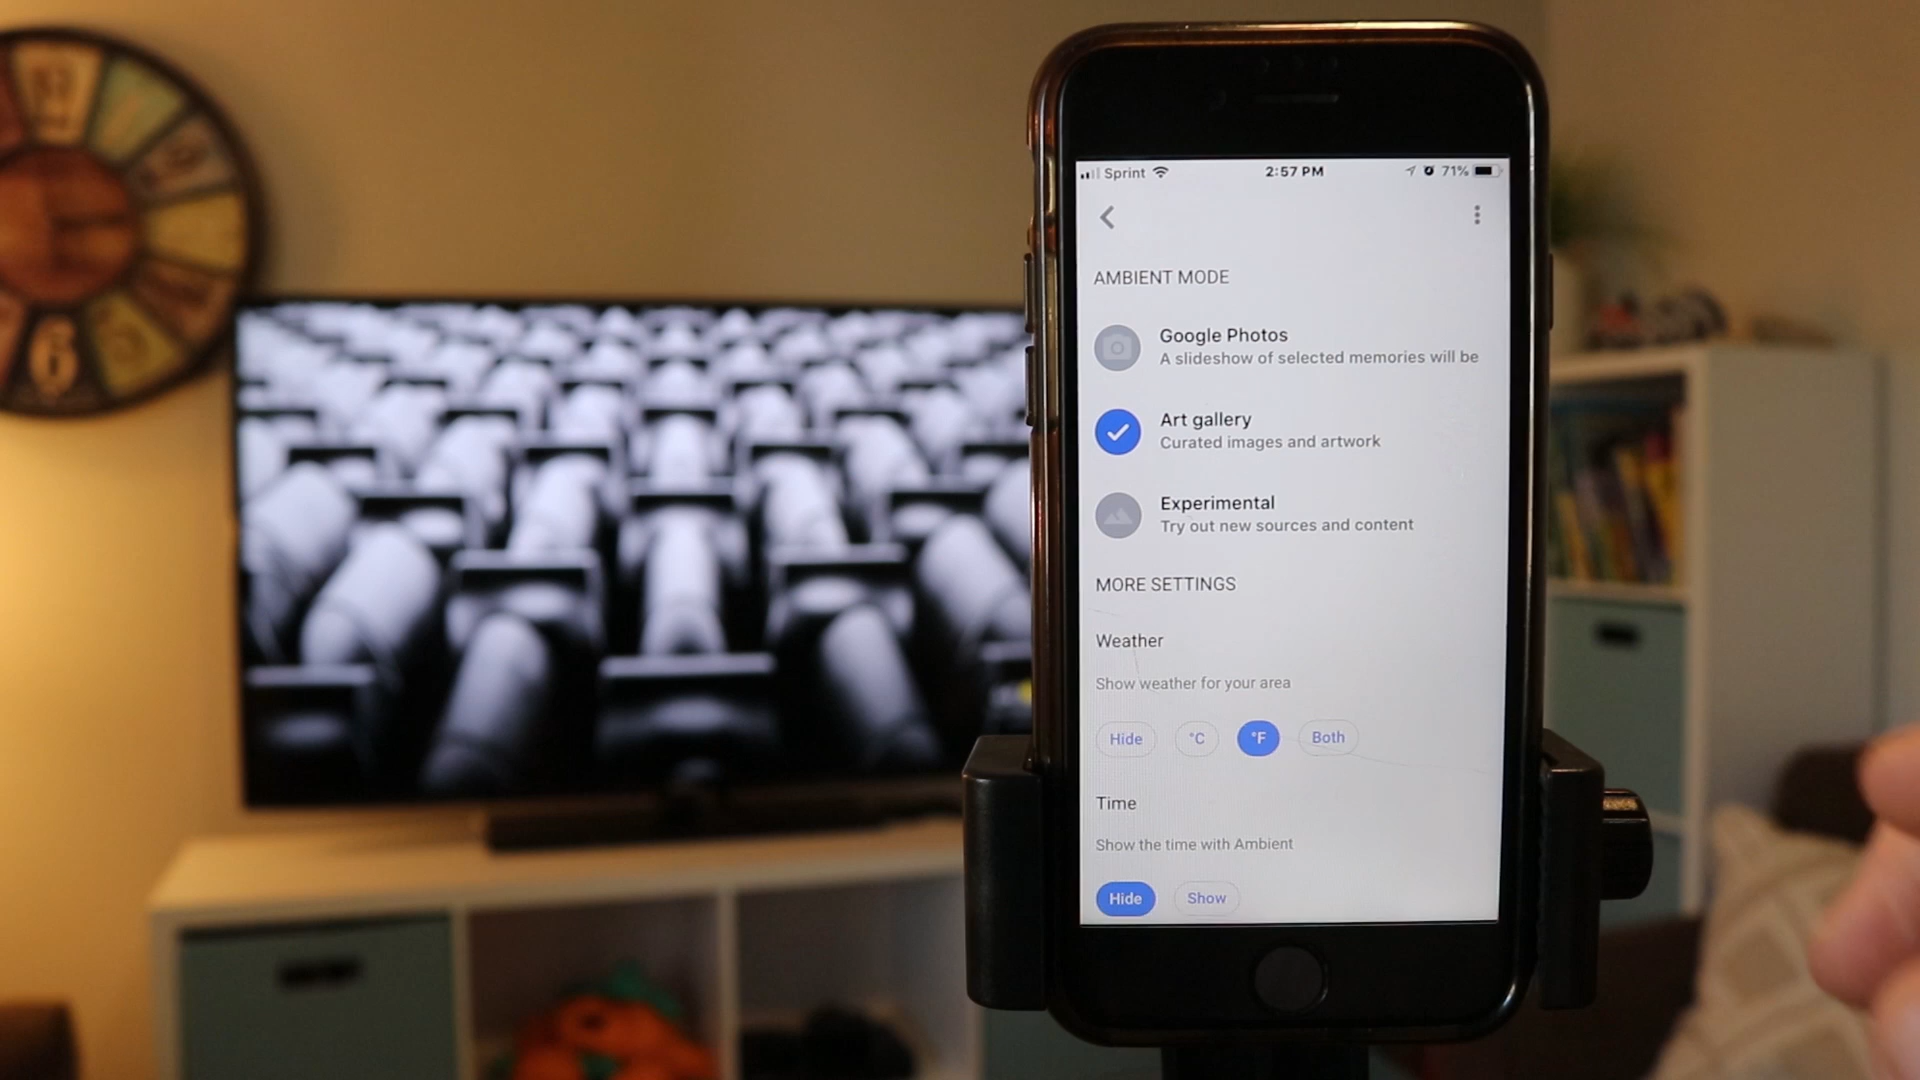 Sprint 2:57 PM 71%
AMBIENT MODE
Google Photos
A slideshow of selected memories will be
Art gallery
Curated images and artwork
Experimental
Try out new sources and content
MORE SETTINGS
Weather
Show weather for your area
Hide °C °F Both
Time
Show the time with Ambient
Hide Show
6